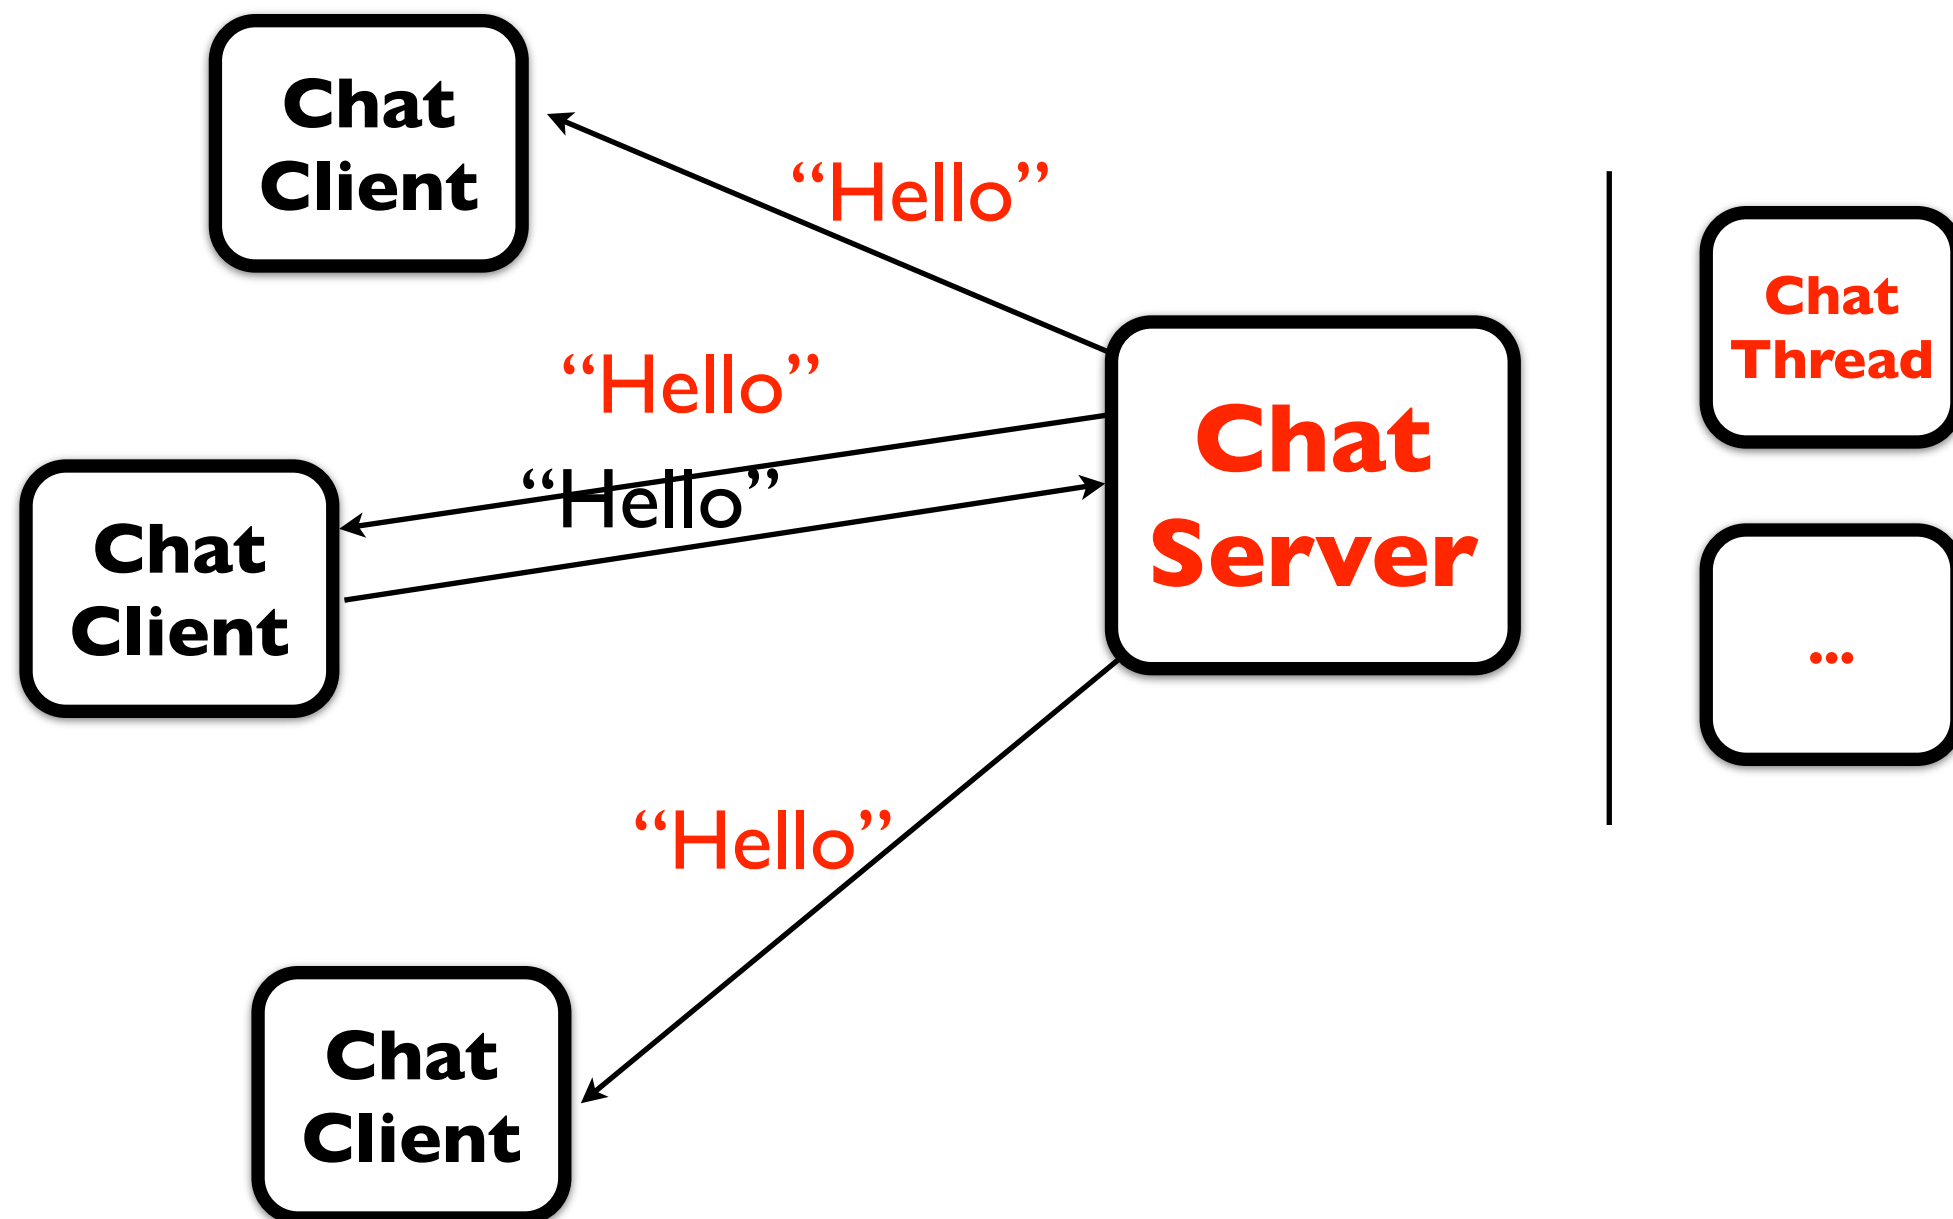 Chat
Client
“Hello”
Chat
Thread
“Hello”
“Hello”
Chat
Server
Chat
Client
...
“Hello”
Chat
Client